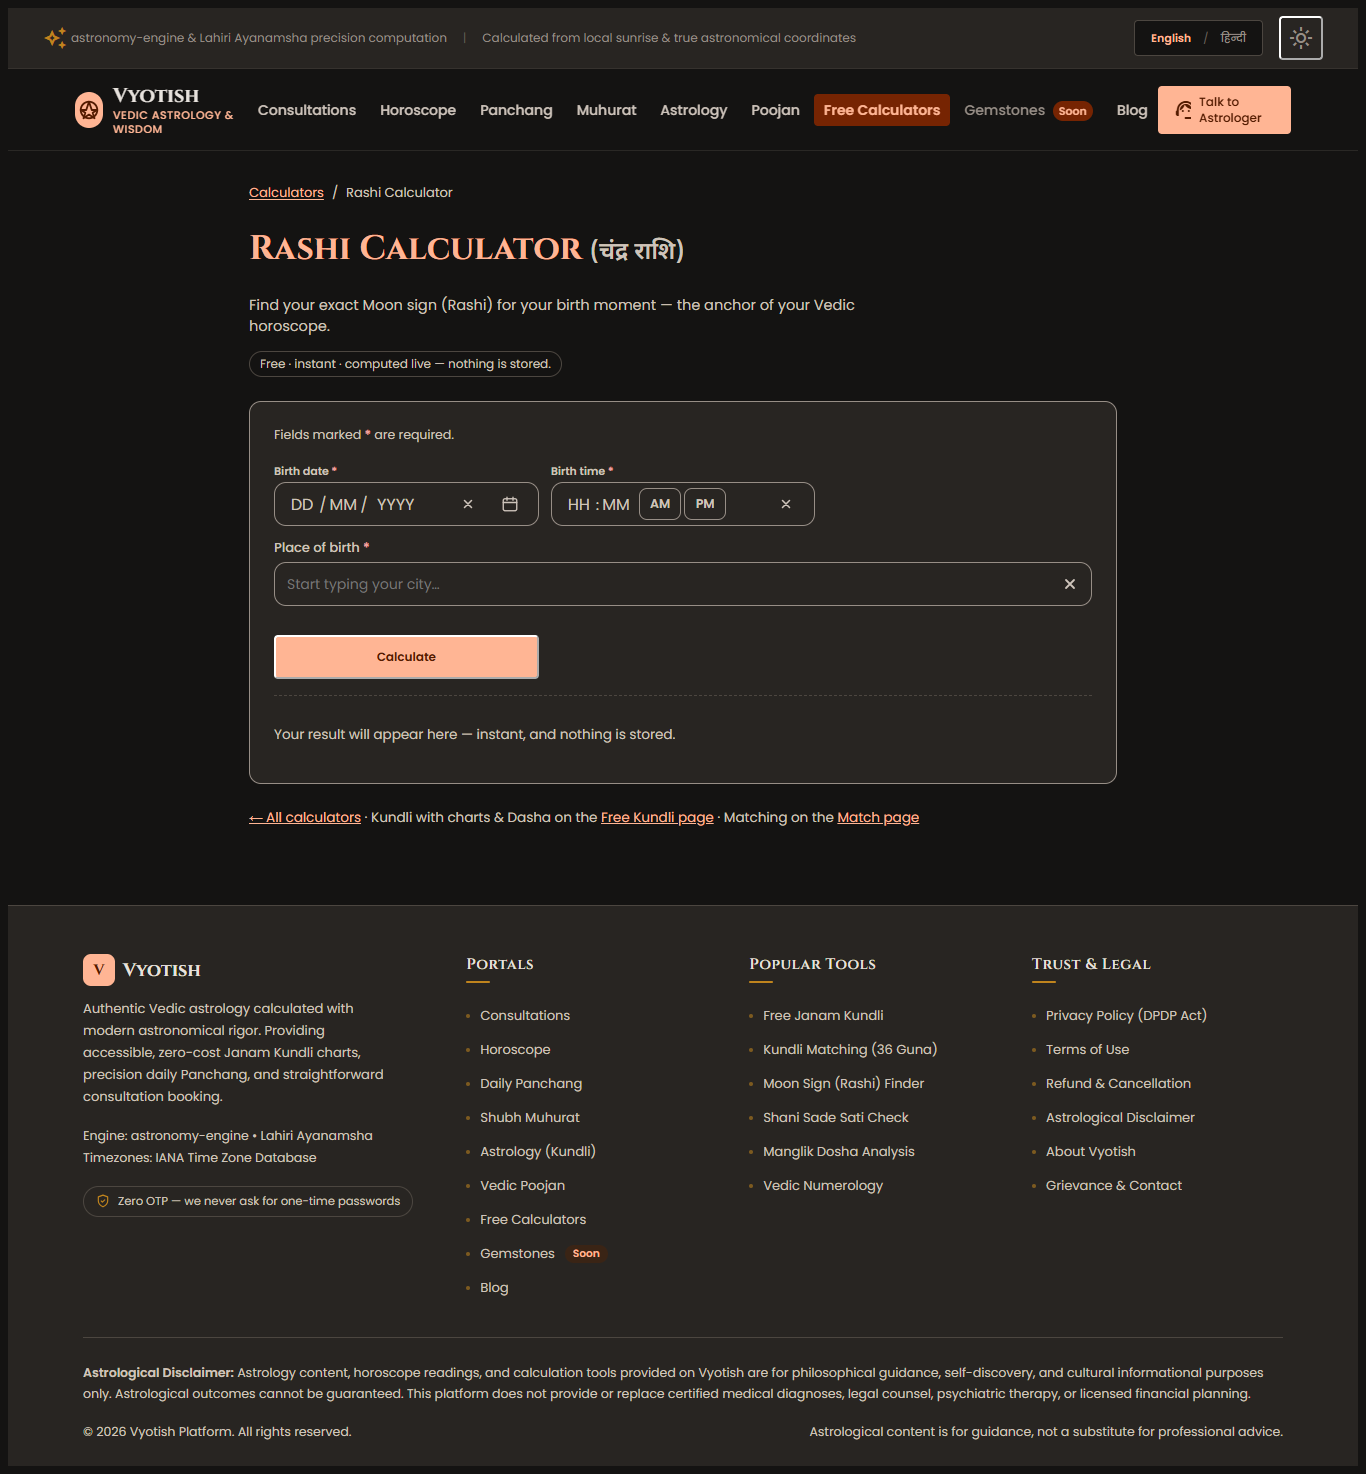 astronomy-engine & Lahiri Ayanamsha precision computation | Calculated from local sunrise & true astronomical coordinates
English / हिन्दी
Vyotish
VEDIC ASTROLOGY & WISDOM
Consultations
Horoscope
Panchang
Muhurat
Astrology
Poojan
Free Calculators
Gemstones Soon
Blog
Talk to Astrologer
Calculators / Rashi Calculator
Rashi Calculator (चंद्र राशि)
Find your exact Moon sign (Rashi) for your birth moment — the anchor of your Vedic
horoscope.
Free · instant · computed live — nothing is stored.
Fields marked * are required.
Birth date *
Birth time *
DD / MM / YYYY
HH : MM AM PM
Place of birth *
Start typing your city…
Calculate
Your result will appear here — instant, and nothing is stored.
← All calculators · Kundli with charts & Dasha on the Free Kundli page · Matching on the Match page
V Vyotish
Authentic Vedic astrology calculated with
modern astronomical rigor. Providing
accessible, zero-cost Janam Kundli charts,
precision daily Panchang, and straightforward
consultation booking.
Engine: astronomy-engine • Lahiri Ayanamsha
Timezones: IANA Time Zone Database
Zero OTP — we never ask for one-time passwords
Portals
Consultations
Horoscope
Daily Panchang
Shubh Muhurat
Astrology (Kundli)
Vedic Poojan
Free Calculators
Gemstones Soon
Blog
Popular Tools
Free Janam Kundli
Kundli Matching (36 Guna)
Moon Sign (Rashi) Finder
Shani Sade Sati Check
Manglik Dosha Analysis
Vedic Numerology
Trust & Legal
Privacy Policy (DPDP Act)
Terms of Use
Refund & Cancellation
Astrological Disclaimer
About Vyotish
Grievance & Contact
Astrological Disclaimer: Astrology content, horoscope readings, and calculation tools provided on Vyotish are for philosophical guidance, self-discovery, and cultural informational purposes
only. Astrological outcomes cannot be guaranteed. This platform does not provide or replace certified medical diagnoses, legal counsel, psychiatric therapy, or licensed financial planning.
© 2026 Vyotish Platform. All rights reserved.
Astrological content is for guidance, not a substitute for professional advice.